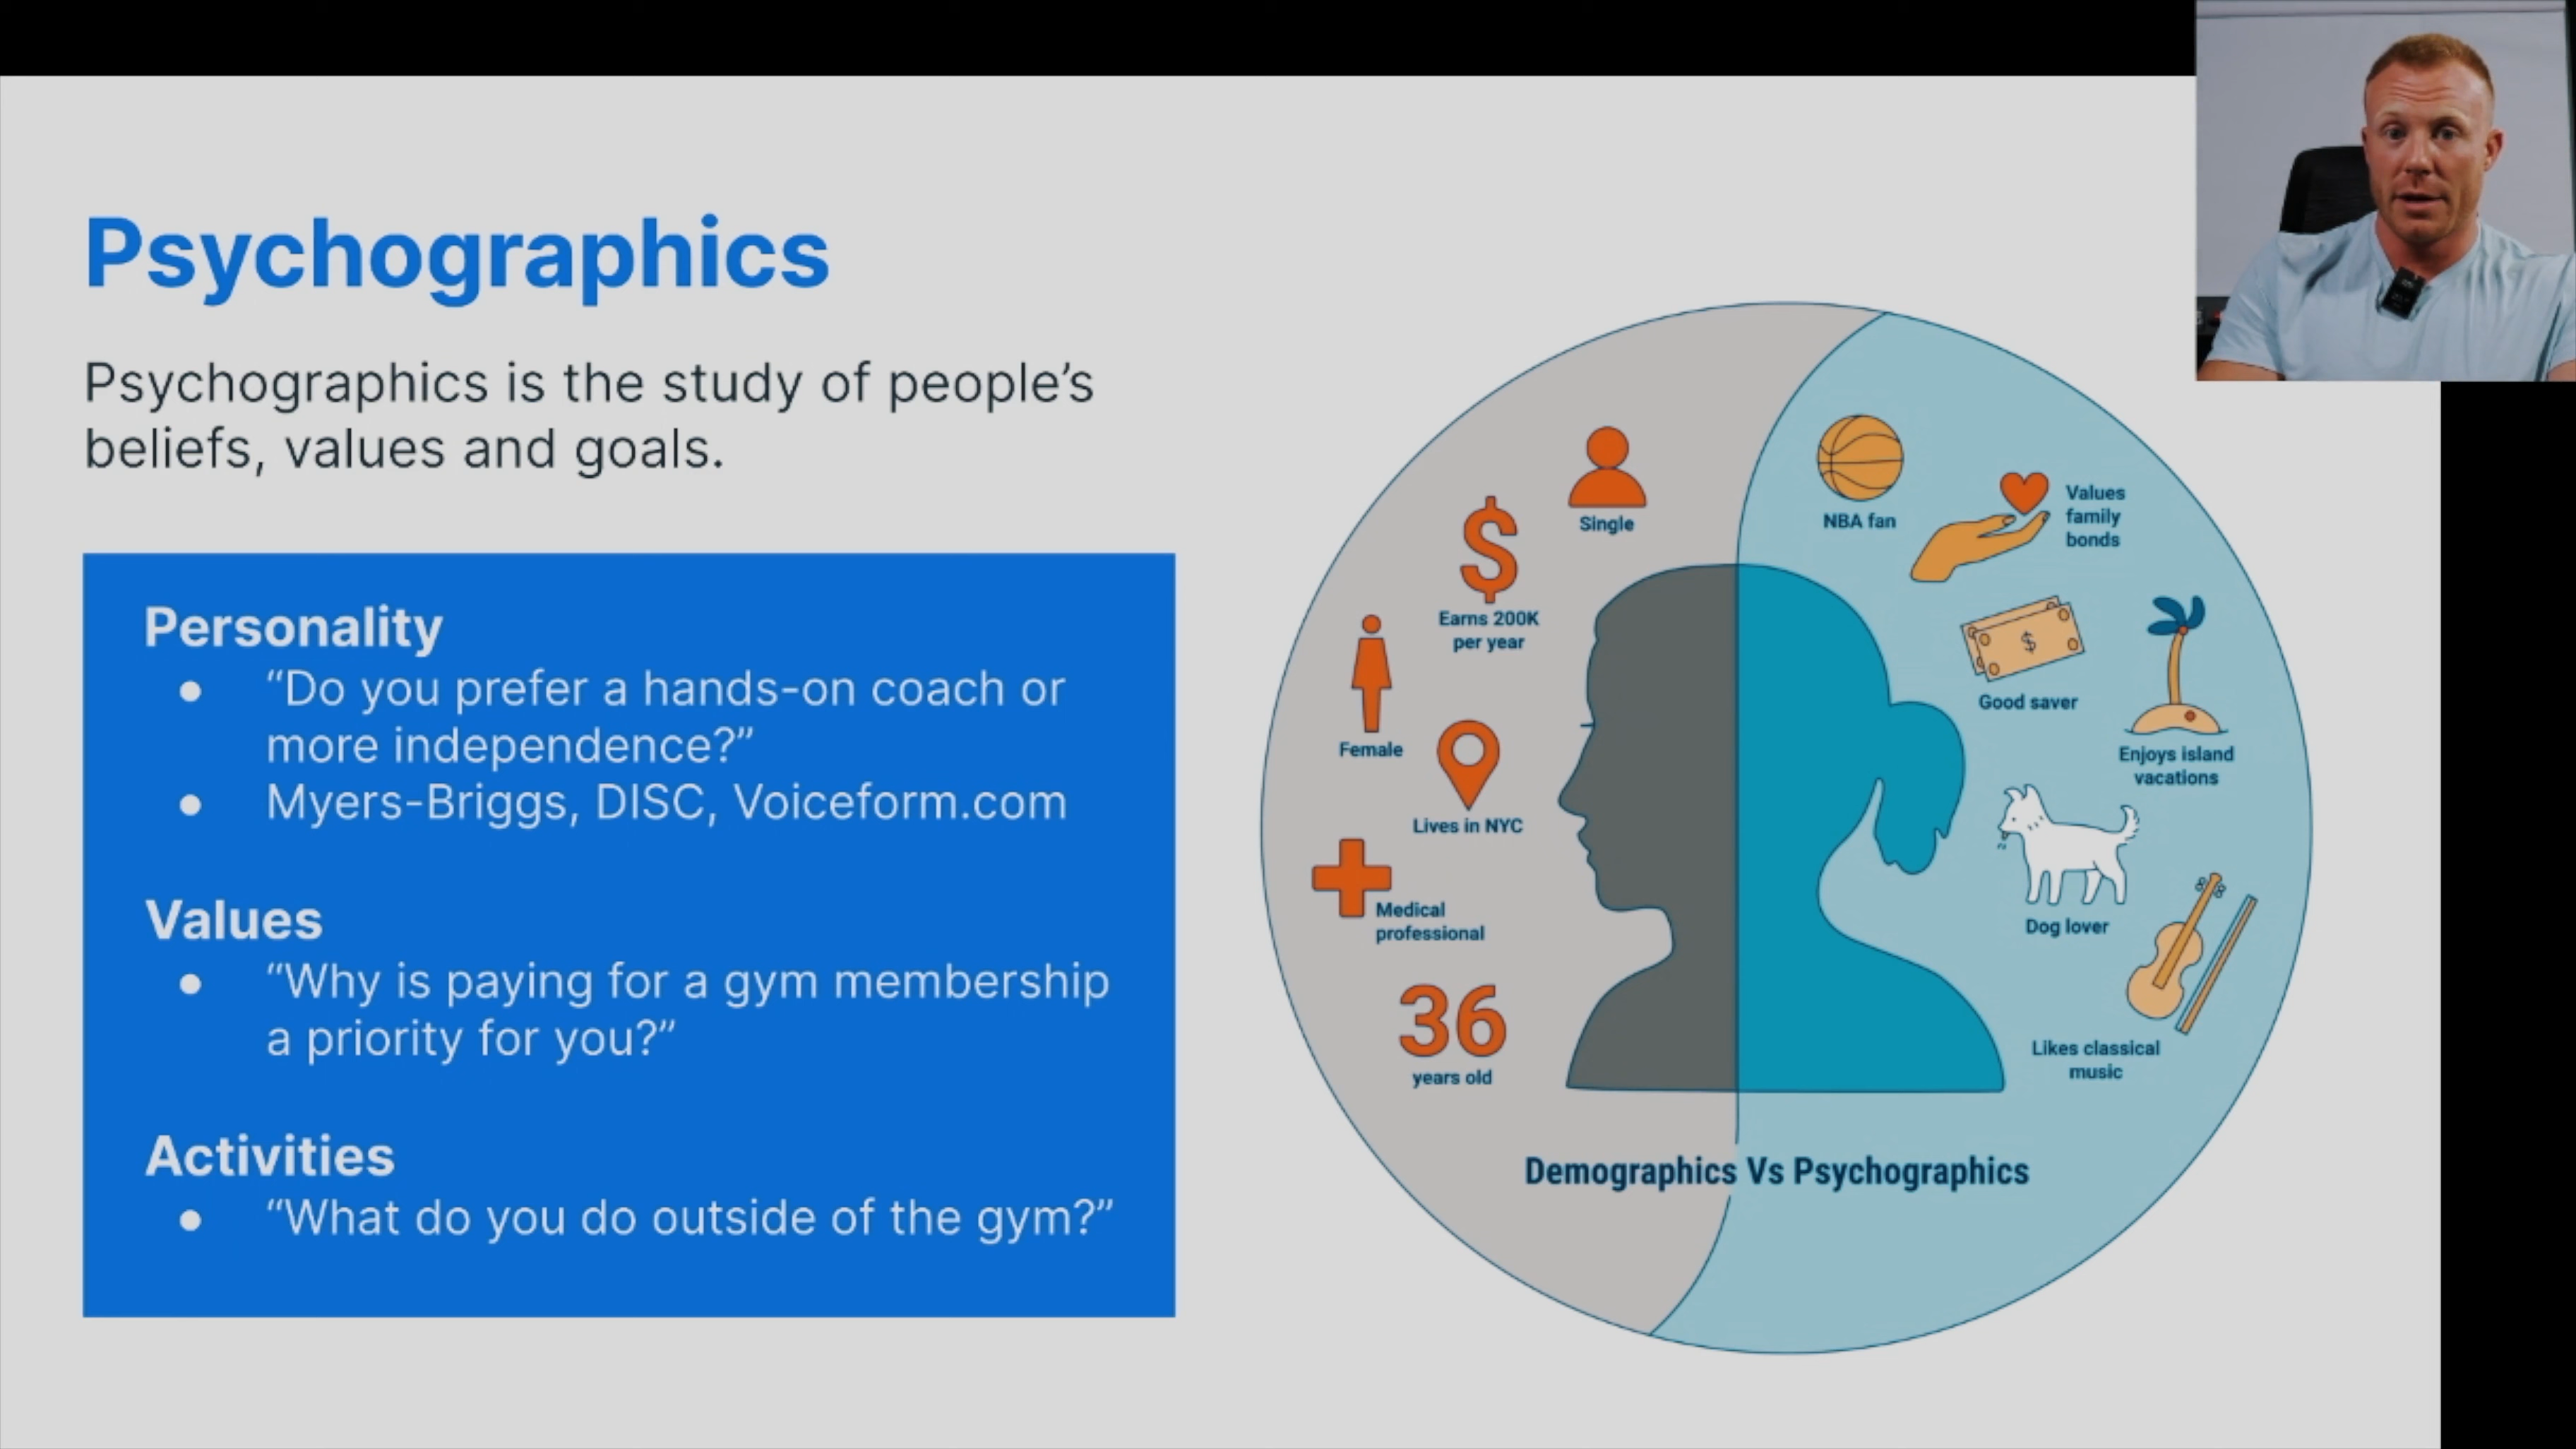 Psychographics
Psychographics is the study of people’s
beliefs, values and goals.
Personality
● “Do you prefer a hands-on coach or
more independence?”
● Myers-Briggs, DISC, Voiceform.com
Values
● “Why is paying for a gym membership
a priority for you?”
Activities
● “What do you do outside of the gym?”
Single
$
Earns 200K
per year
Female
Lives in NYC
Medical
professional
36
years old
NBA fan
Values
family
bonds
$
Good saver
Enjoys island
vacations
Dog lover
Likes classical
music
Demographics Vs Psychographics